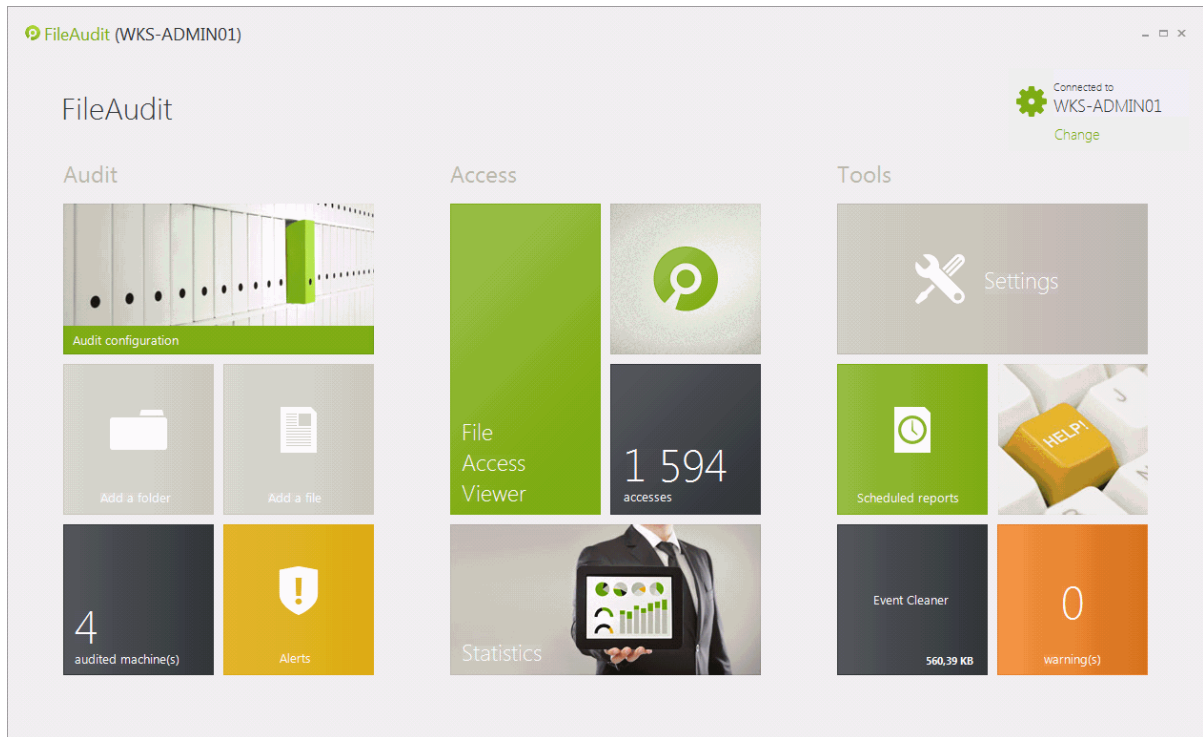 FileAudit (WKS-ADMIN01)
FileAudit
Connected to
WKS-ADMIN01
Change
Audit
Audit configuration
Add a folder
Add a file
4
audited machine(s)
Alerts
Access
File
Access
Viewer
1 594
accesses
Statistics
Tools
Settings
Scheduled reports
HELP!
J
N
Event Cleaner
560,39 KB
0
warning(s)